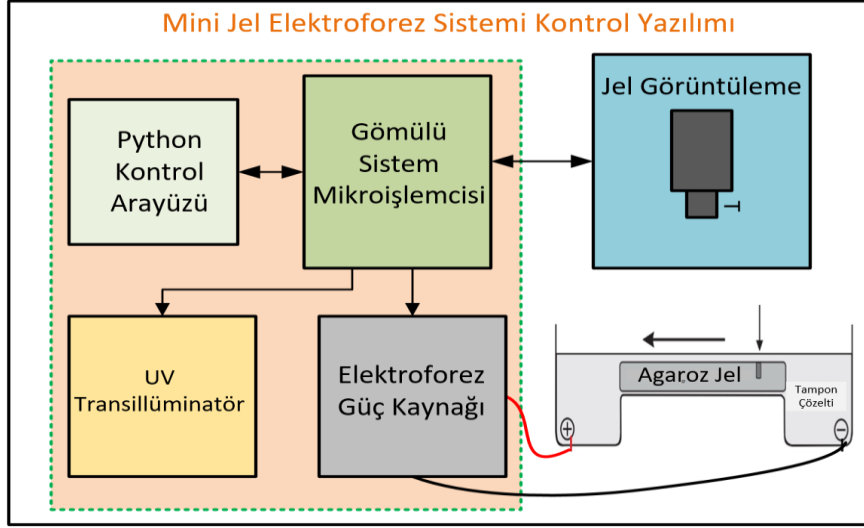 Mini Jel Elektroforez Sistemi Kontrol Yazılımı
Python
Kontrol
Arayüzü
Gömülü
Sistem
Mikroişlemcisi
Jel Görüntüleme
T
UV
Transillüminatör
Elektroforez
Güç Kaynağı
Agaroz Jel
Tampon
Çözelti
+
−